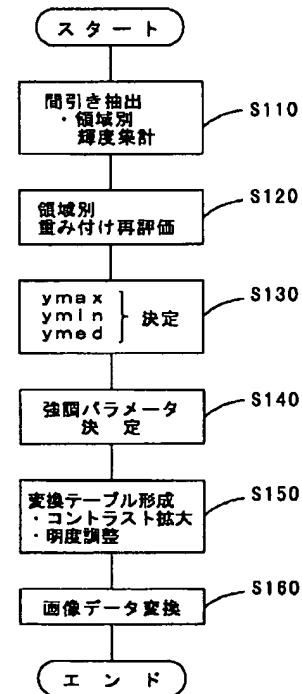 スタート
間引き抽出
・領域別
輝度集計
S110
領域別
重み付け再評価
S120
ymax
ymin
ymed
決定
S130
強調パラメータ
決 定
S140
変換テーブル形成
・コントラスト拡大
・明度調整
S150
画像データ変換
S160
エンド